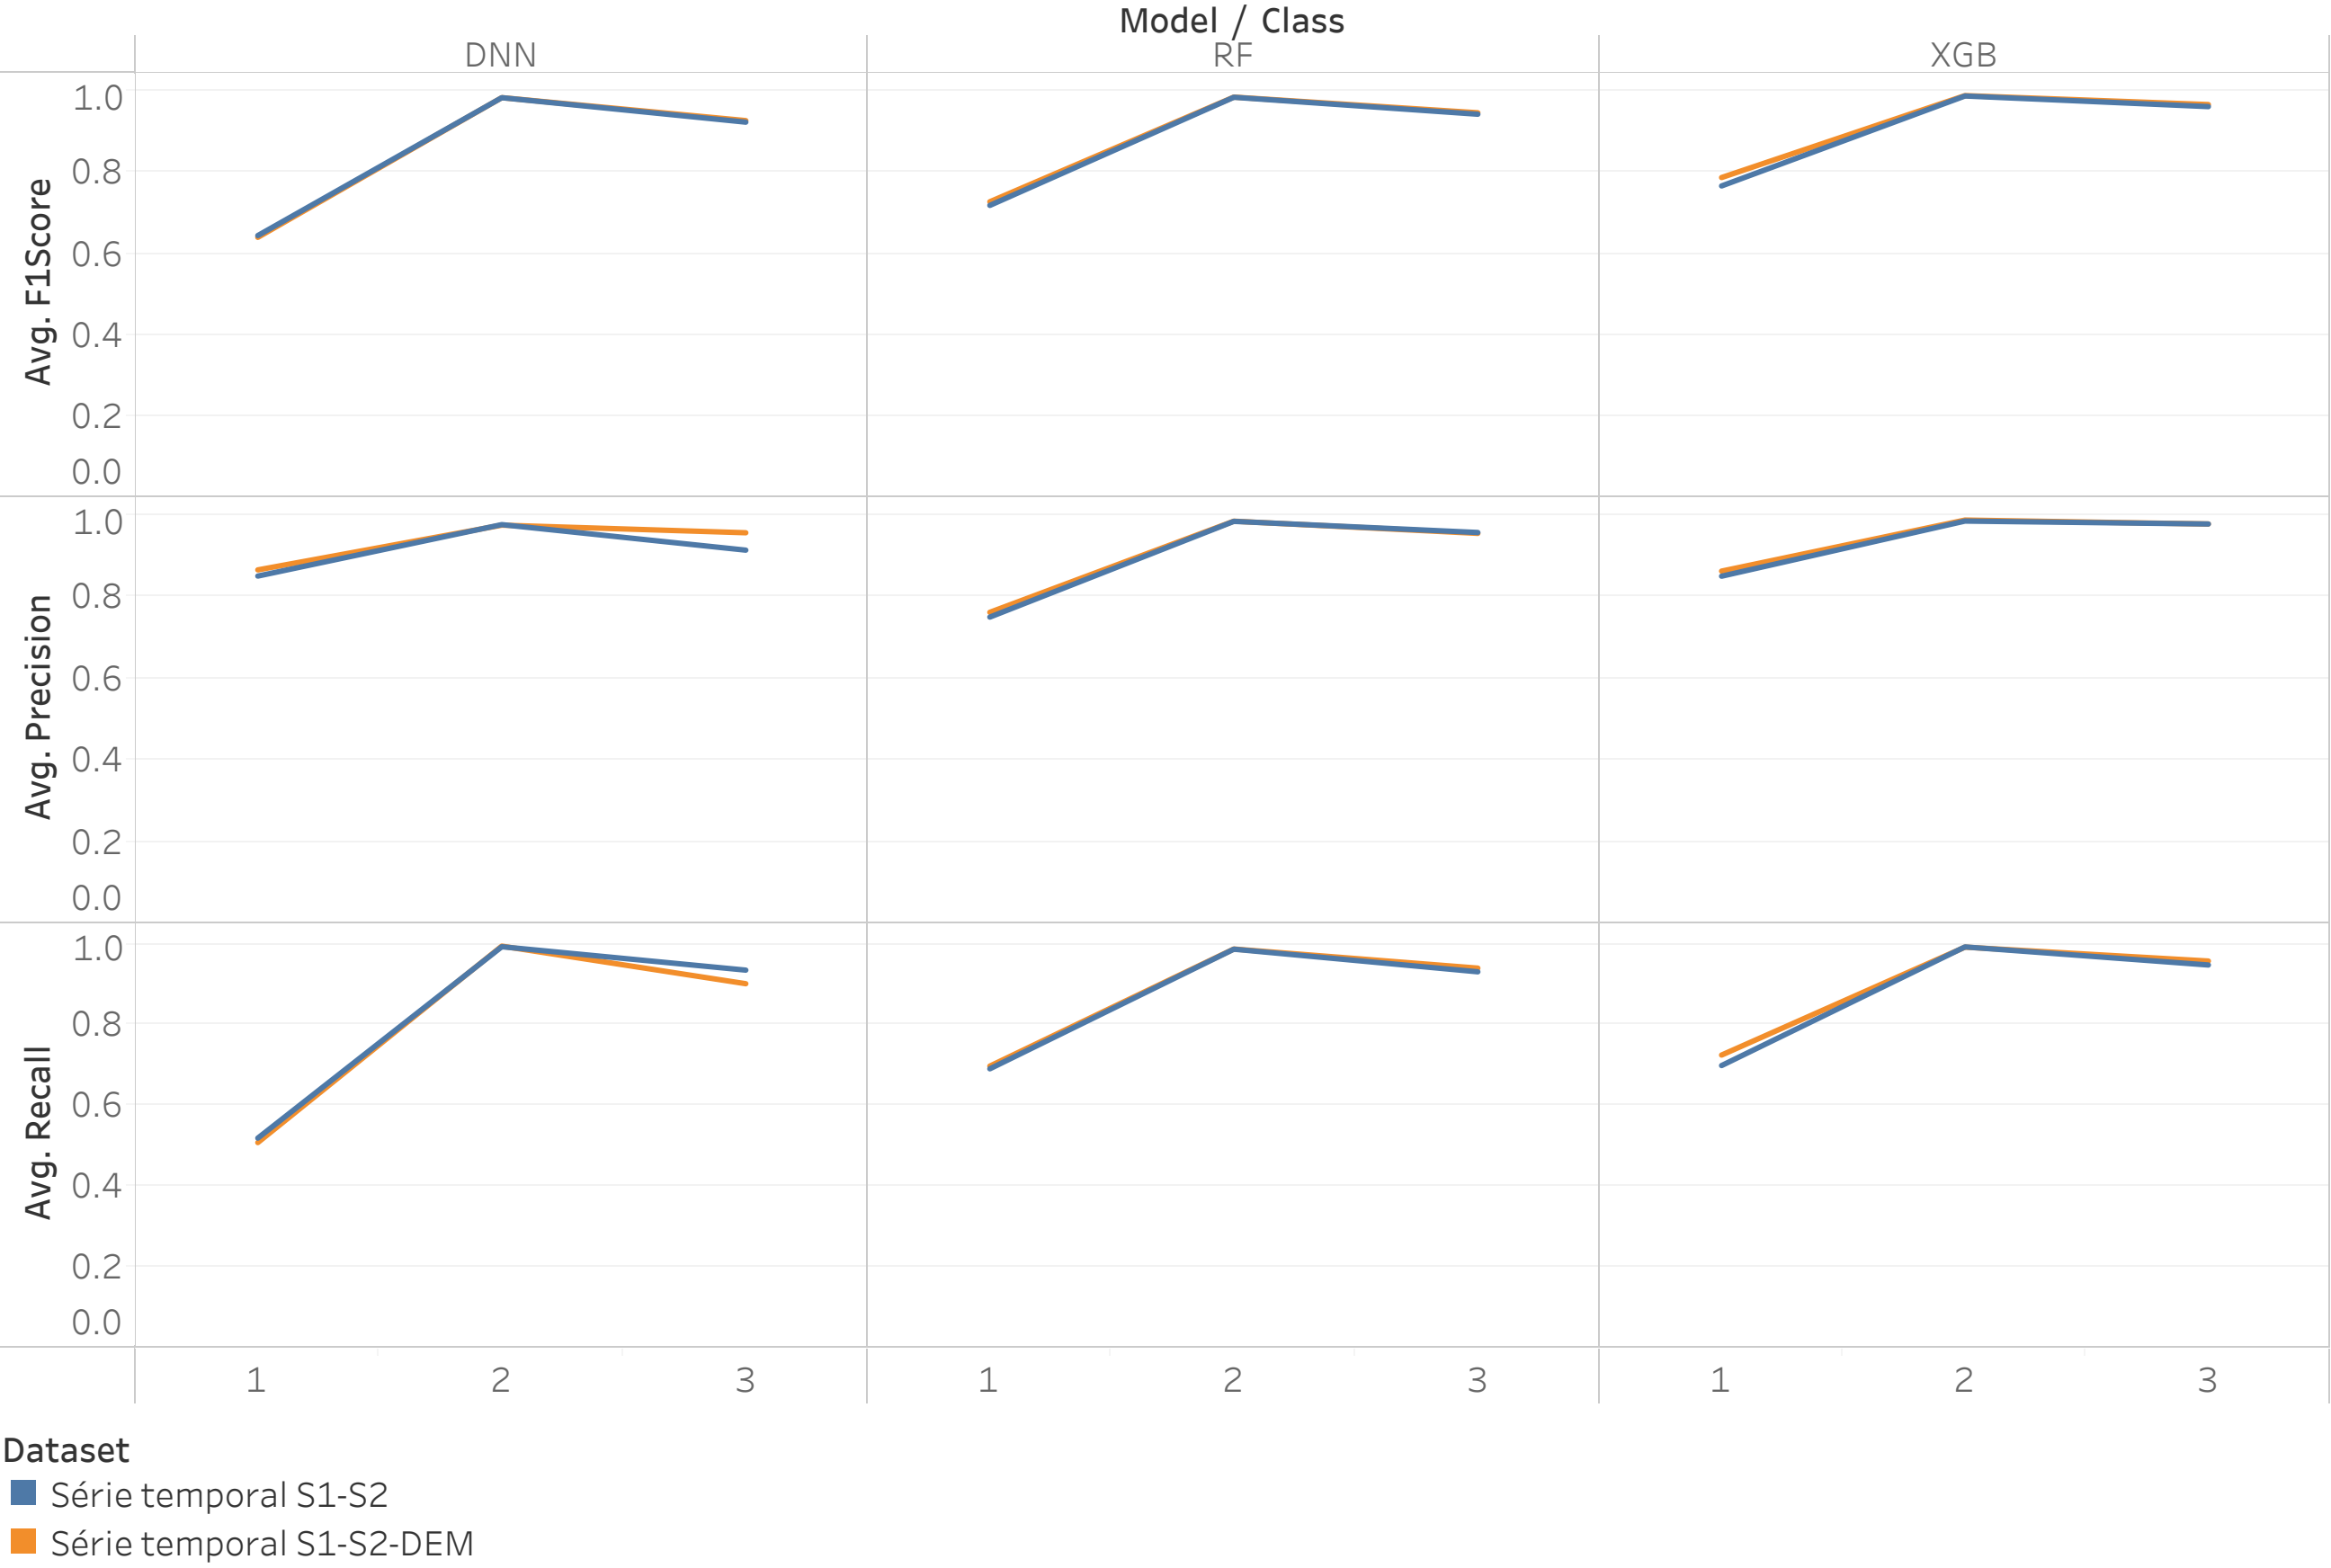 Model / Class
DNN RF XGB
Avg. F1Score
1.0
0.8
0.6
0.4
0.2
0.0
Avg. Precision
1.0
0.8
0.6
0.4
0.2
0.0
Avg. Recall
1.0
0.8
0.6
0.4
0.2
0.0
1 2 3 1 2 3 1 2 3
Dataset
Série temporal S1-S2
Série temporal S1-S2-DEM